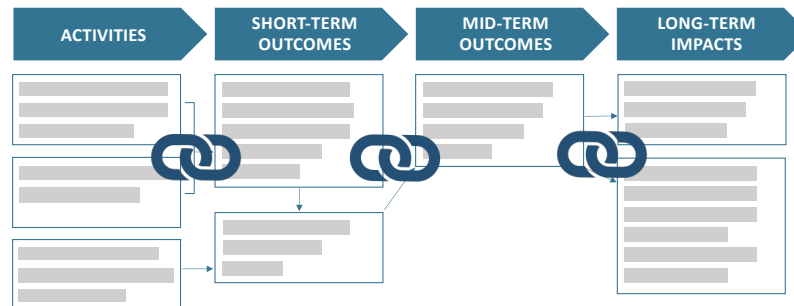 ACTIVITIES
SHORT-TERM
OUTCOMES
MID-TERM
OUTCOMES
LONG-TERM
IMPACTS